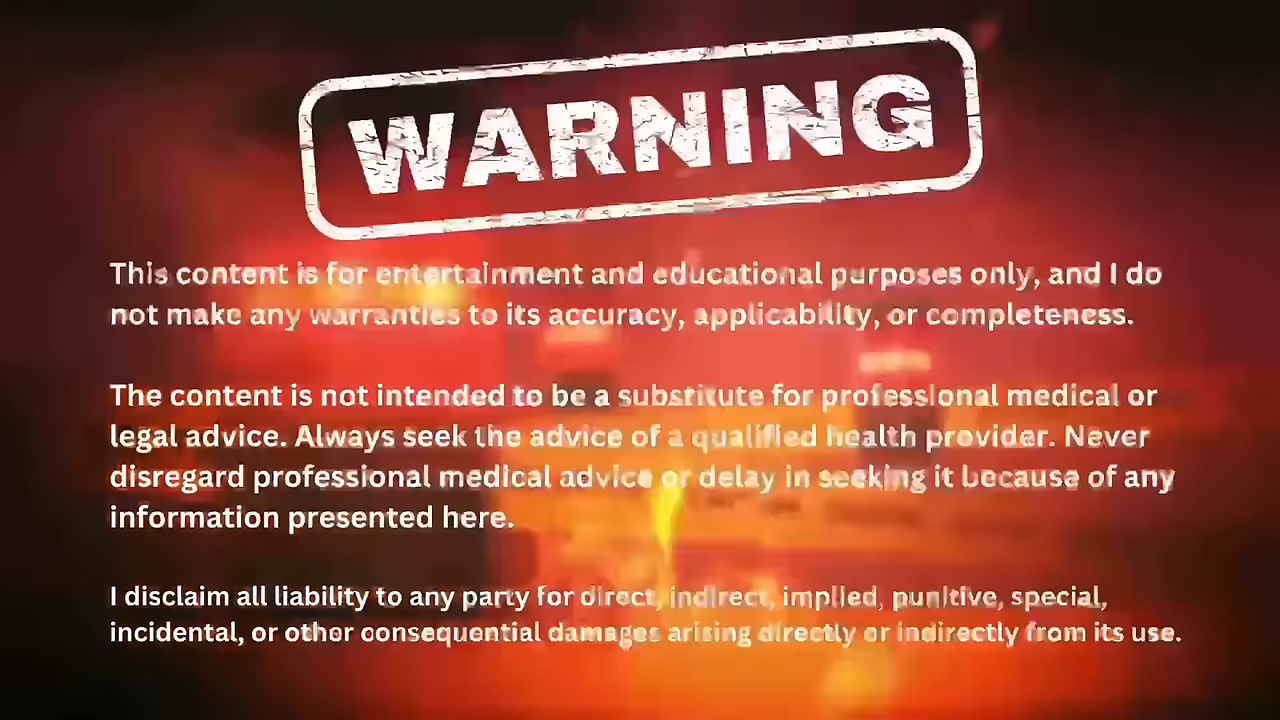 WARNING
This content is for entertainment and educational purposes only, and I do
not make any warranties to its accuracy, applicability, or completeness.
The content is not intended to be a substitute for professional medical or
legal advice. Always seek the advice of a qualified health provider. Never
disregard professional medical advice or delay in seeking it because of any
information presented here.
I disclaim all liability to any party for direct, indirect, implied, punitive, special,
incidental, or other consequential damages arising directly or indirectly from its use.